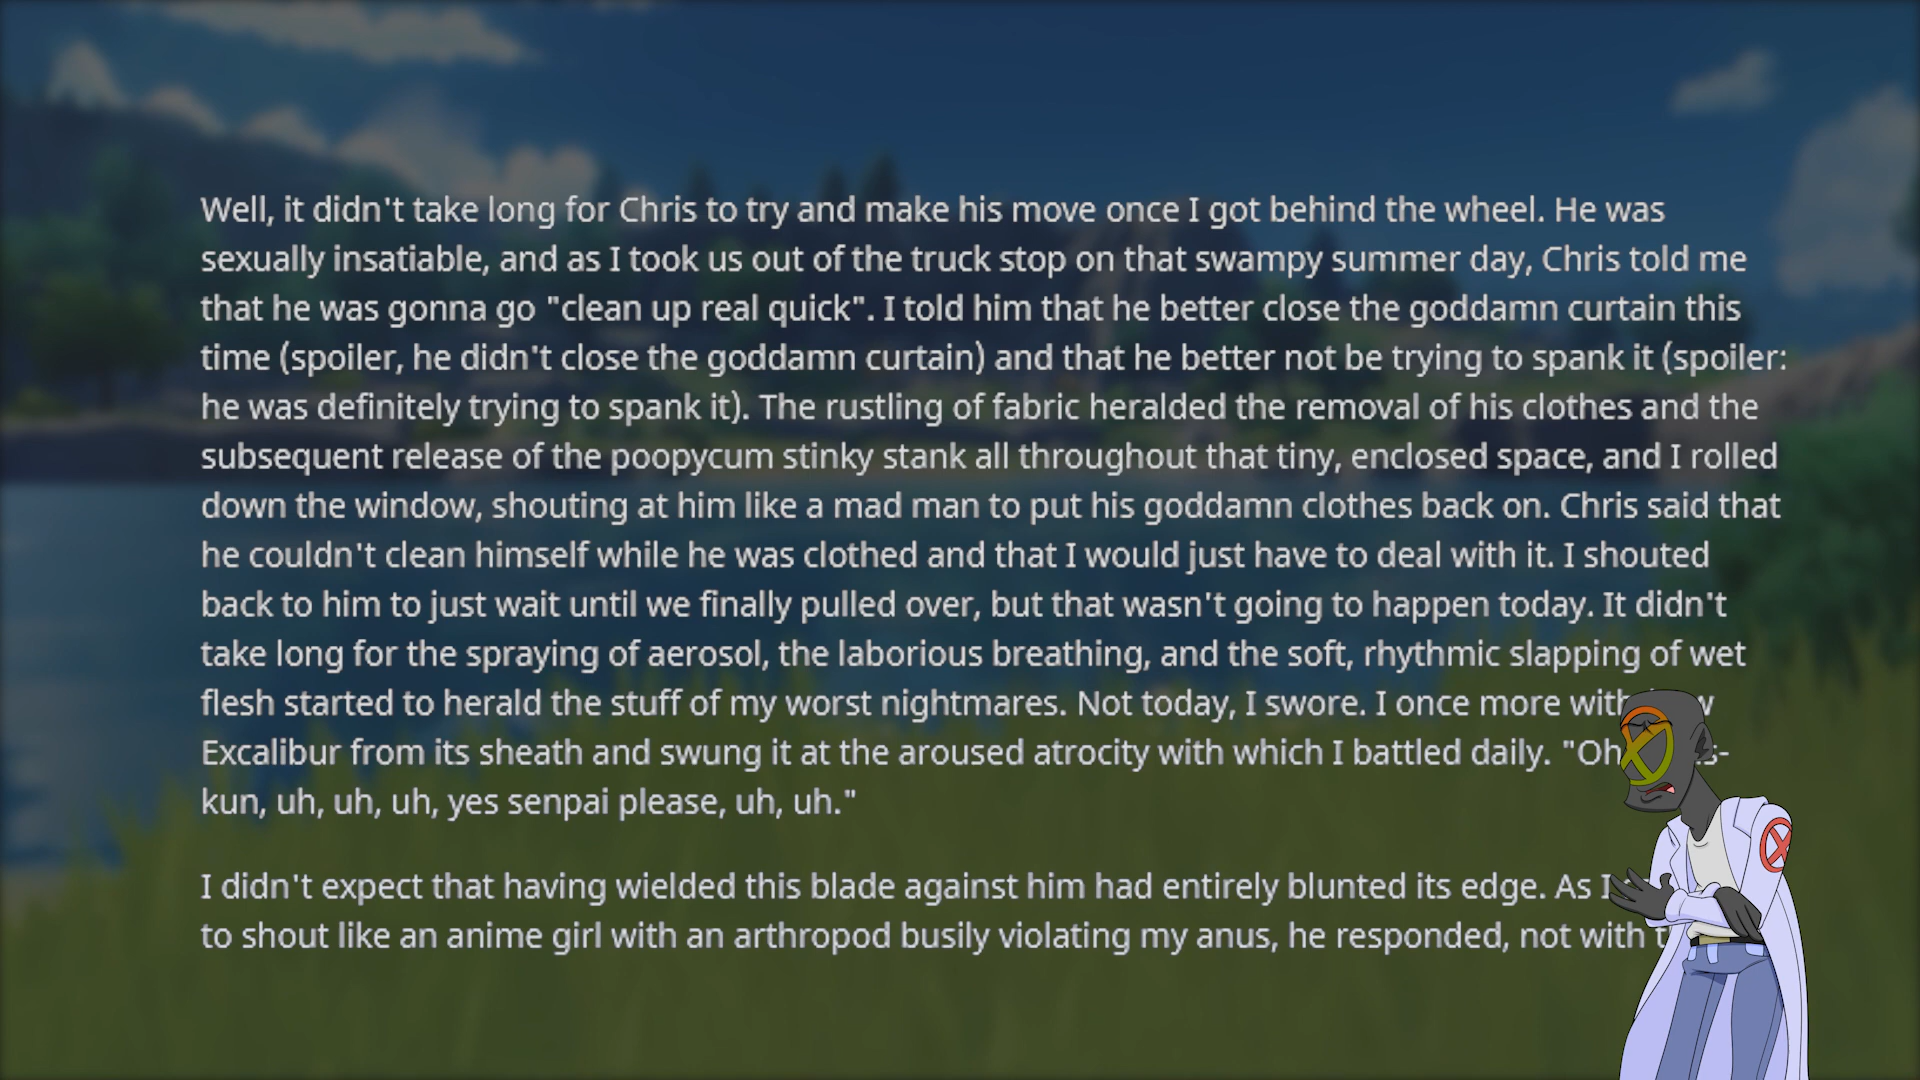 Well, it didn't take long for Chris to try and make his move once I got behind the wheel. He was
sexually insatiable, and as I took us out of the truck stop on that swampy summer day, Chris told me
that he was gonna go "clean up real quick". I told him that he better close the goddamn curtain this
time (spoiler, he didn't close the goddamn curtain) and that he better not be trying to spank it (spoiler:
he was definitely trying to spank it). The rustling of fabric heralded the removal of his clothes and the
subsequent release of the poopycum stinky stank all throughout that tiny, enclosed space, and I rolled
down the window, shouting at him like a mad man to put his goddamn clothes back on. Chris said that
he couldn't clean himself while he was clothed and that I would just have to deal with it. I shouted
back to him to just wait until we finally pulled over, but that wasn't going to happen today. It didn't
take long for the spraying of aerosol, the laborious breathing, and the soft, rhythmic slapping of wet
flesh started to herald the stuff of my worst nightmares. Not today, I swore. I once more
Excalibur from its sheath and swung it at the aroused atrocity with which I battled daily. "Oh
kun, uh, uh, uh, yes senpai please, uh, uh."
I didn't expect that having wielded this blade against him had entirely blunted its edge. As I
to shout like an anime girl with an arthropod busily violating my anus, he responded, not with